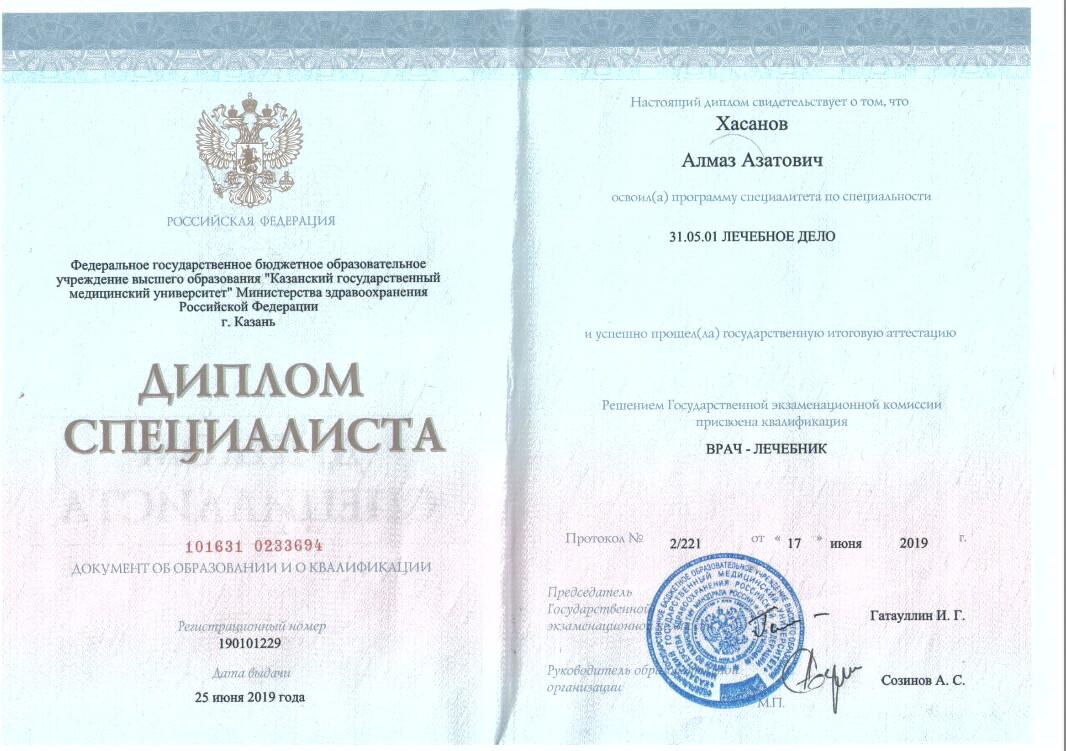 РОССИЙСКАЯ ФЕДЕРАЦИЯ
Федеральное государственное бюджетное образовательное
учреждение высшего образования "Казанский государственный
медицинский университет" Министерства здравоохранения
Российской Федерации
г. Казань
ДИПЛОМ
СПЕЦИАЛИСТА
101631 0233694
ДОКУМЕНТ ОБ ОБРАЗОВАНИИ И О КВАЛИФИКАЦИИ
Регистрационный номер
190101229
Дата выдачи
25 июня 2019 года
Настоящий диплом свидетельствует о том, что
Хасанов
Алмаз Азатович
освоил(а) программу специалитета по специальности
31.05.01 ЛЕЧЕБНОЕ ДЕЛО
и успешно прошел(ла) государственную итоговую аттестацию
Решением Государственной экзаменационной комиссии
присвоена квалификация
ВРАЧ - ЛЕЧЕБНИК
Протокол № 2/221 от « 17 » июня 2019 г.
Председатель
Государственной
экзаменационной
Гатауллин И. Г.
Руководитель образовательной
организации
Созинов А. С.
М.П.